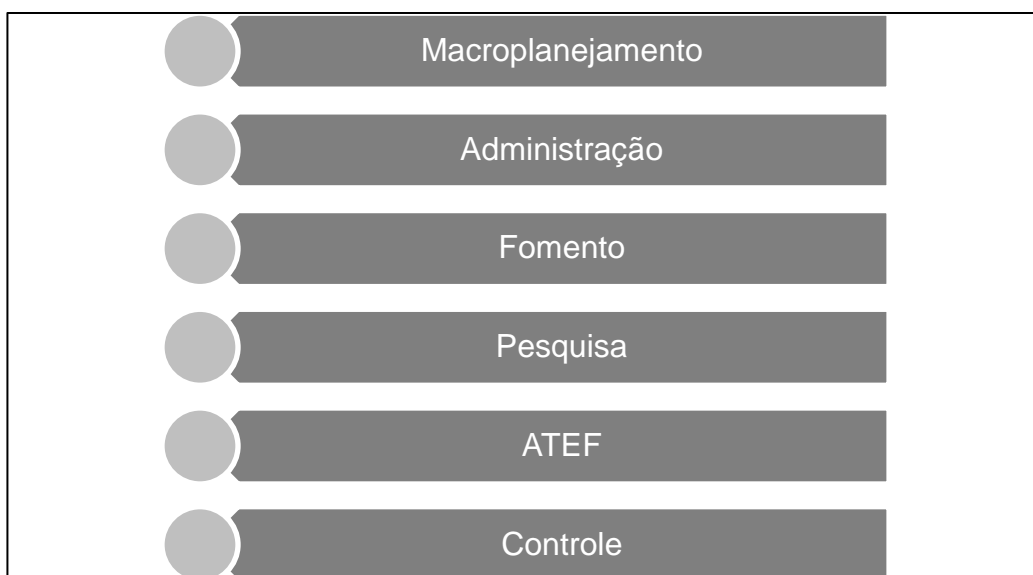 Macroplanejamento
Administração
Fomento
Pesquisa
ATEF
Controle